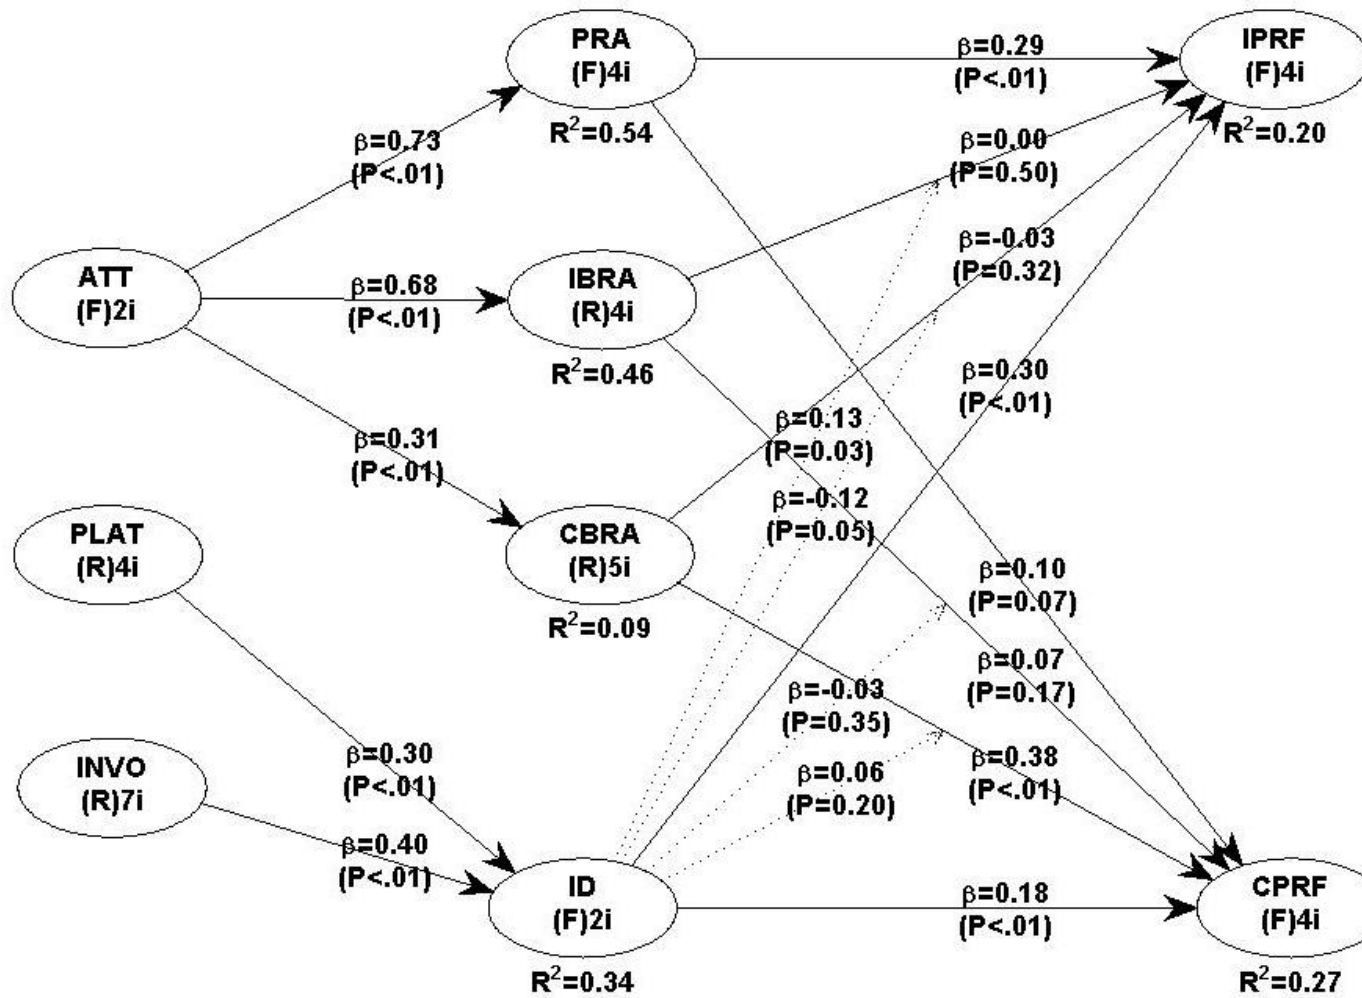 PRA
(F)4i
R²=0.54
β=0.29
(P<.01)
IPRF
(F)4i
R²=0.20
β=0.73
(P<.01)
β=0.00
(P=0.50)
ATT
(F)2i
β=0.68
(P<.01)
IBRA
(R)4i
R²=0.46
β=-0.03
(P=0.32)
β=0.30
(P<.01)
β=0.31
(P<.01)
β=0.13
(P=0.03)
β=-0.12
(P=0.05)
PLAT
(R)4i
CBRA
(R)5i
R²=0.09
β=0.10
(P=0.07)
β=0.07
(P=0.17)
β=-0.03
(P=0.35)
INVO
(R)7i
β=0.30
(P<.01)
β=0.06
(P=0.20)
β=0.38
(P<.01)
β=0.40
(P<.01)
ID
(F)2i
R²=0.34
β=0.18
(P<.01)
CPRF
(F)4i
R²=0.27